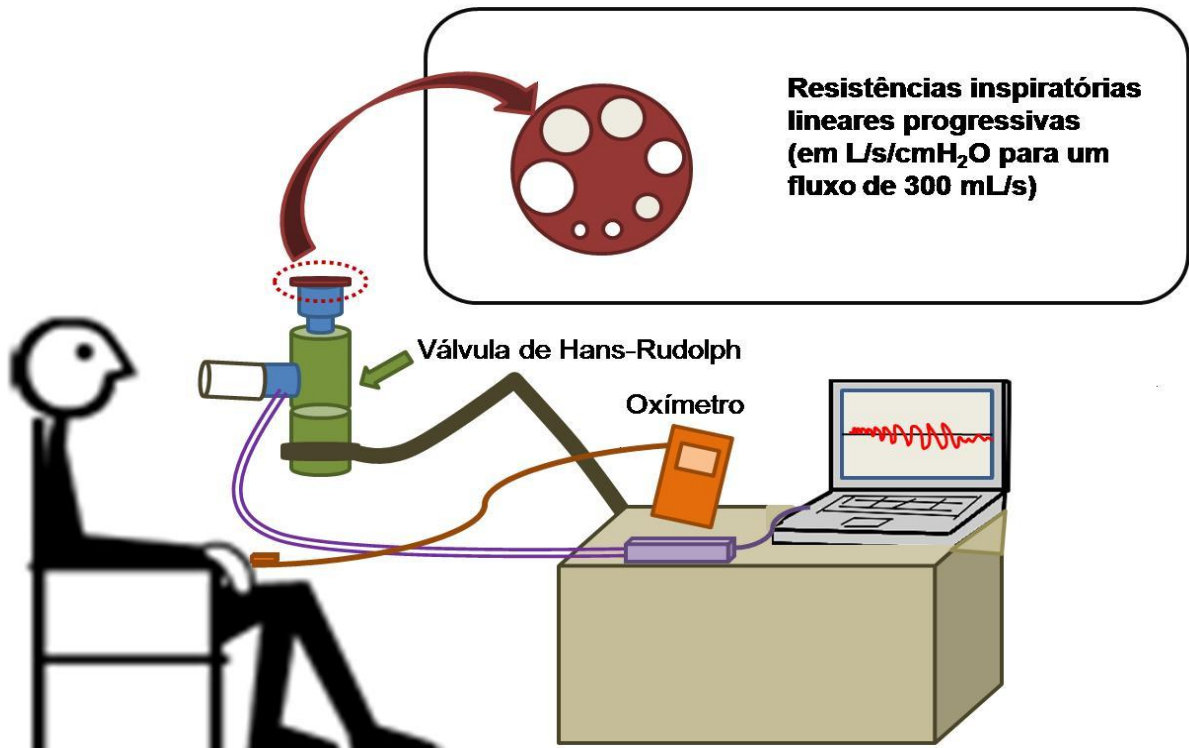 Resistências inspiratórias
lineares progressivas
(em L/s/cmH₂O para um
fluxo de 300 mL/s)
Válvula de Hans-Rudolph
Oxímetro